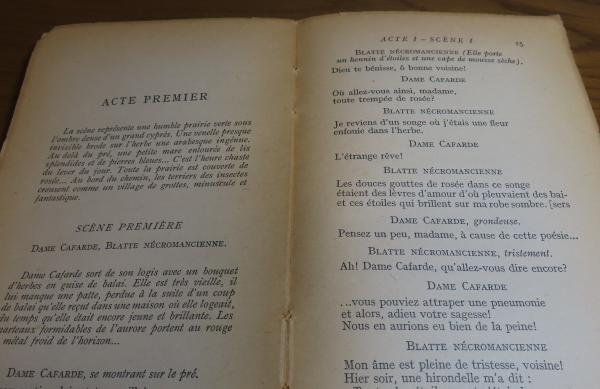 ACTE PREMIER
La scène représente une humble prairie verte sous
l'ombre dense d'un grand cyprès. Une venelle presque
invisible brode sur l'herbe une arabesque ingénue.
Au delà du pré, une petite mare entourée de lis
splendides et de pierres bleues... C'est l'heure chaste
du lever du jour. Toute la prairie est couverte de
rosée... Au bord du chemin, les terriers des insectes
creusent comme un village de grottes, minuscule et
fantastique.
SCÈNE PREMIÈRE
DAME CAFARDE, BLATTE NÉCROMANCIENNE.
Dame Cafarde sort de son logis avec un bouquet
d'herbes en guise de balai. Elle est très vieille, il
lui manque une patte, perdue à la suite d'un coup
de balai qu'elle reçut dans une maison où elle logeait,
du temps qu'elle était encore jeune et brillante. Les
marteaux formidables de l'aurore portent au rouge
métal froid de l'horizon...
DAME CAFARDE, se montrant sur le pré.
ACTE I – SCÈNE I
BLATTE NÉCROMANCIENNE (Elle porte
un hennin d'étoiles et une cape de mousse sèche).
Dieu te bénisse, ô bonne voisine!
DAME CAFARDE
Où allez-vous ainsi, madame,
toute trempée de rosée?
BLATTE NÉCROMANCIENNE
Je reviens d'un songe où j'étais une fleur
enfouie dans l'herbe.
DAME CAFARDE
L'étrange rêve!
BLATTE NÉCROMANCIENNE
Les douces gouttes de rosée dans ce songe
étaient des lèvres d'amour d'où pleuvaient des bai-
et ces étoiles qui brillent sur ma robe sombre. [sers
DAME CAFARDE, grondeuse.
Pensez un peu, madame, à cause de cette poésie...
BLATTE NÉCROMANCIENNE, tristement.
Ah! Dame Cafarde, qu'allez-vous dire encore?
DAME CAFARDE
...vous pouviez attraper une pneumonie
et alors, adieu votre sagesse!
Nous en aurions eu bien de la peine!
BLATTE NÉCROMANCIENNE
Mon âme est pleine de tristesse, voisine!
Hier soir, une hirondelle m'a dit :